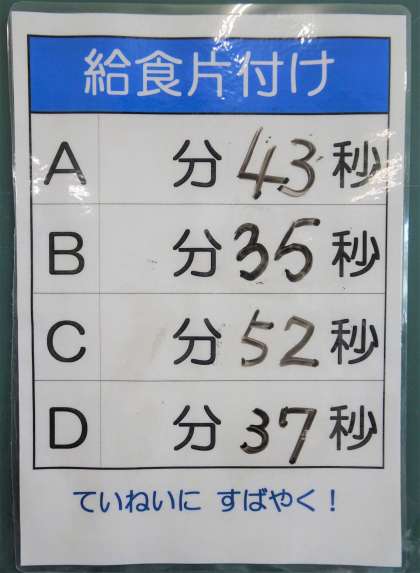 給食片付け
A 分 43 秒
B 分 35 秒
C 分 52 秒
D 分 37 秒
ていねいに すばやく!